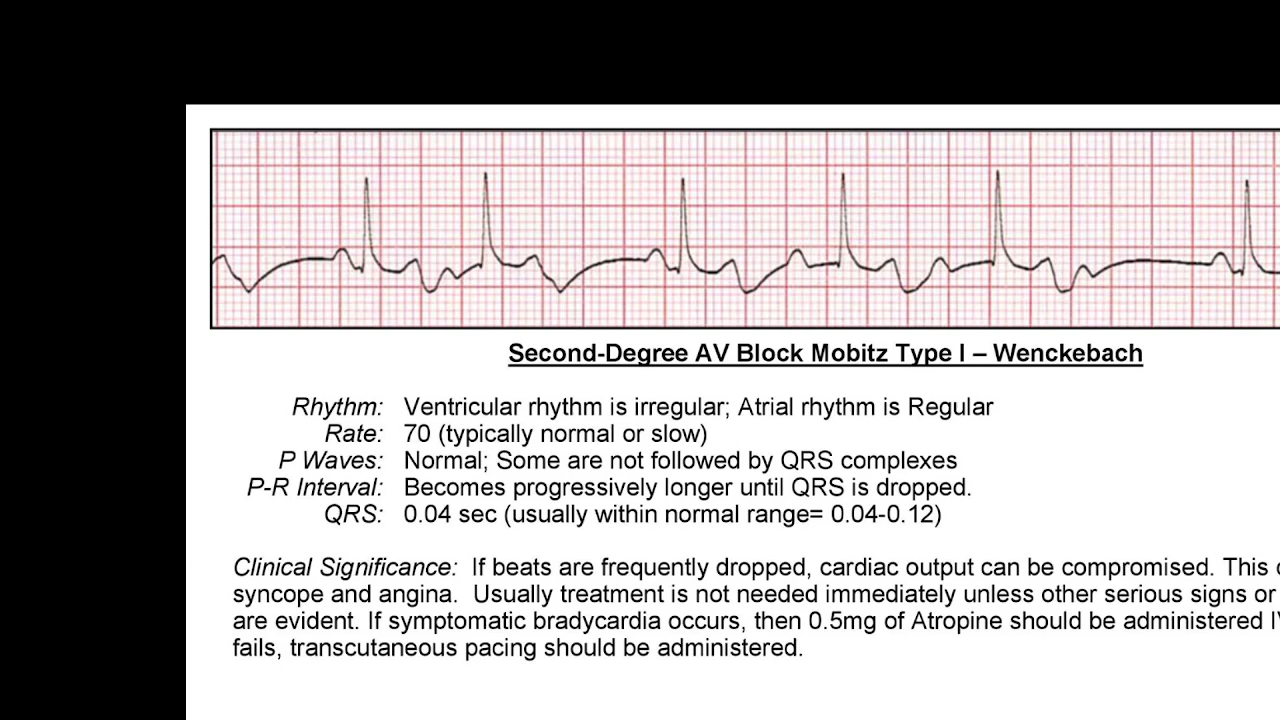 Second-Degree AV Block Mobitz Type I – Wenckebach
Rhythm: Ventricular rhythm is irregular; Atrial rhythm is Regular
Rate: 70 (typically normal or slow)
P Waves: Normal; Some are not followed by QRS complexes
P-R Interval: Becomes progressively longer until QRS is dropped.
QRS: 0.04 sec (usually within normal range= 0.04-0.12)
Clinical Significance: If beats are frequently dropped, cardiac output can be compromised. This
syncope and angina. Usually treatment is not needed immediately unless other serious signs or
are evident. If symptomatic bradycardia occurs, then 0.5mg of Atropine should be administered
fails, transcutaneous pacing should be administered.